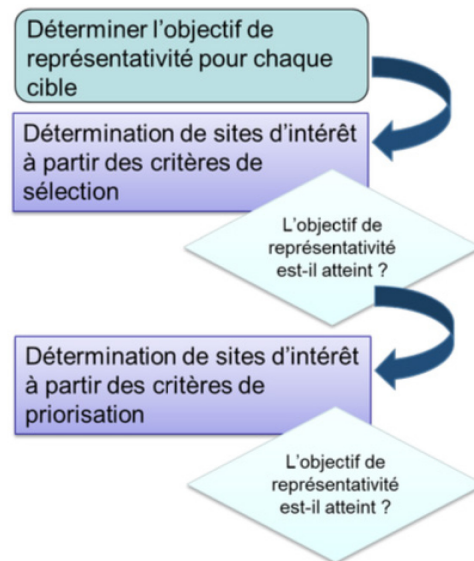 Déterminer l’objectif de
représentativité pour chaque
cible
Détermination de sites d’intérêt
à partir des critères de
sélection
L’objectif de
représentativité
est-il atteint ?
Détermination de sites d’intérêt
à partir des critères de
priorisation
L’objectif de
représentativité
est-il atteint ?